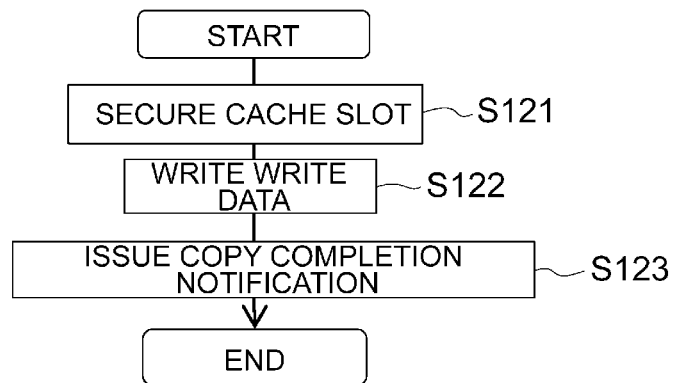 START
SECURE CACHE SLOT
S121
WRITE WRITE
DATA
S122
ISSUE COPY COMPLETION
NOTIFICATION
S123
END